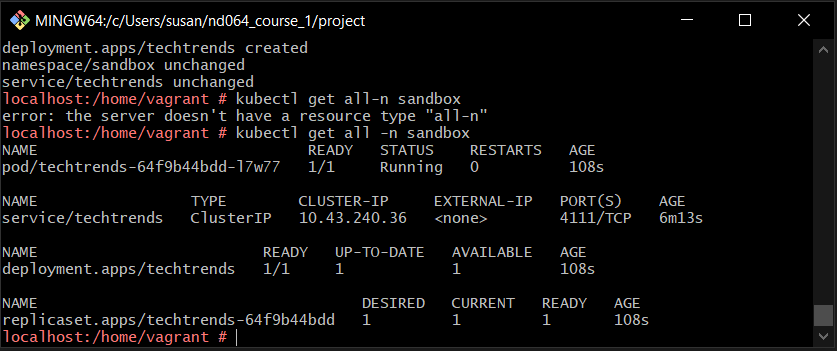 MINGW64:/c/Users/susan/nd064_course_1/project
deployment.apps/techtrends created
namespace/sandbox unchanged
service/techtrends unchanged
localhost:/home/vagrant # kubectl get all-n sandbox
error: the server doesn't have a resource type "all-n"
localhost:/home/vagrant # kubectl get all -n sandbox
NAME READY STATUS RESTARTS AGE
pod/techtrends-64f9b44bdd-l7w77 1/1 Running 0 108s
NAME TYPE CLUSTER-IP EXTERNAL-IP PORT(S) AGE
service/techtrends ClusterIP 10.43.240.36 <none> 4111/TCP 6m13s
NAME READY UP-TO-DATE AVAILABLE AGE
deployment.apps/techtrends 1/1 1 1 108s
NAME DESIRED CURRENT READY AGE
replicaset.apps/techtrends-64f9b44bdd 1 1 1 108s
localhost:/home/vagrant #